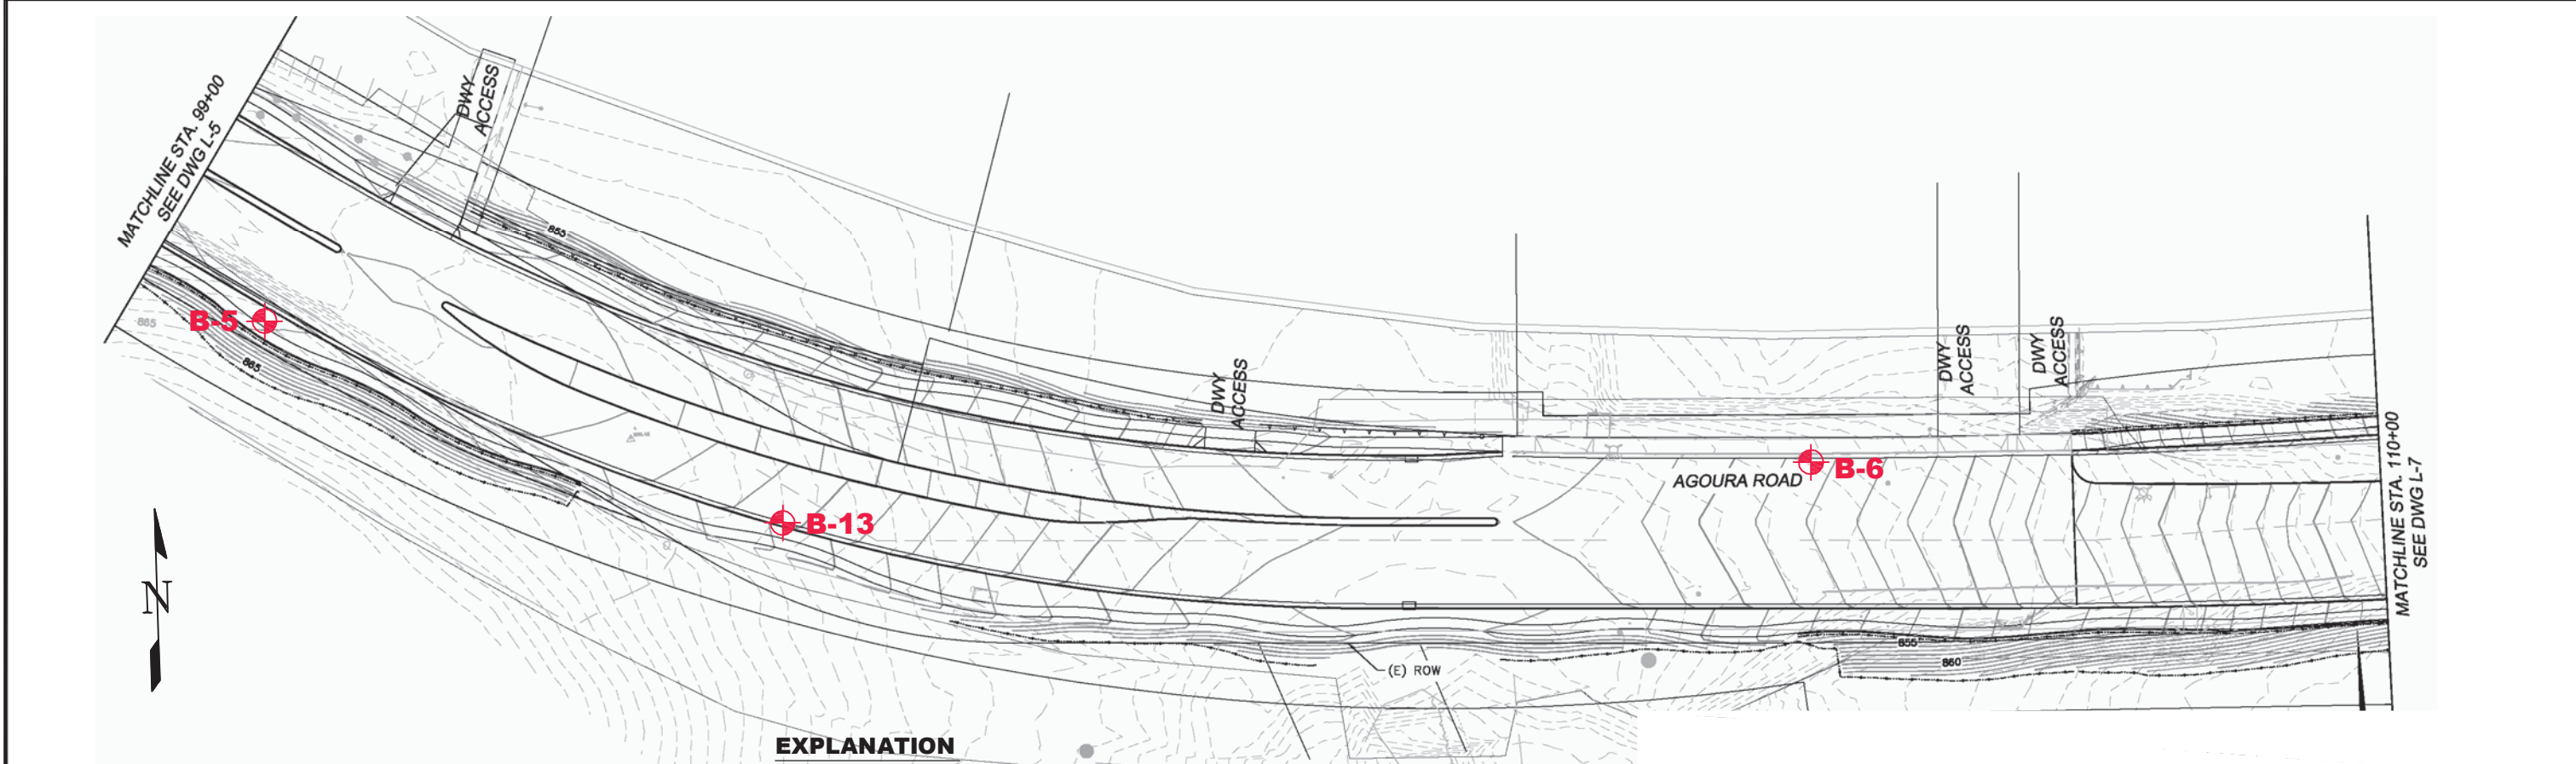 MATCHLINE STA. 99+00
SEE DWG L-5
DWY
ACCESS
855
865
B-5
865
DWY
ACCESS
DWY
ACCESS
DWY
ACCESS
B-6
AGOURA ROAD
B-13
MATCHLINE STA. 110+00
SEE DWG L-7
N
855
860
(E) ROW
EXPLANATION